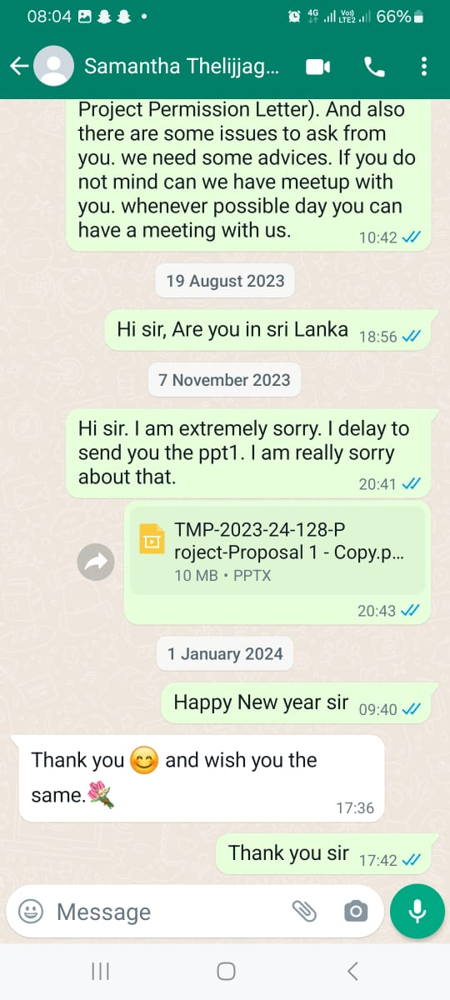 08:04 4G Vo)) LTE2 66%
Samantha Thelijjag...
Project Permission Letter). And also
there are some issues to ask from
you. we need some advices. If you do
not mind can we have meetup with
you. whenever possible day you can
have a meeting with us.
10:42
19 August 2023
Hi sir, Are you in sri Lanka 18:56
7 November 2023
Hi sir. I am extremely sorry. I delay to
send you the ppt1. I am really sorry
about that.
20:41
TMP-2023-24-128-P
roject-Proposal 1 - Copy.p...
10 MB • PPTX
20:43
1 January 2024
Happy New year sir 09:40
Thank you 😊 and wish you the
same.💐
17:36
Thank you sir 17:42
Message